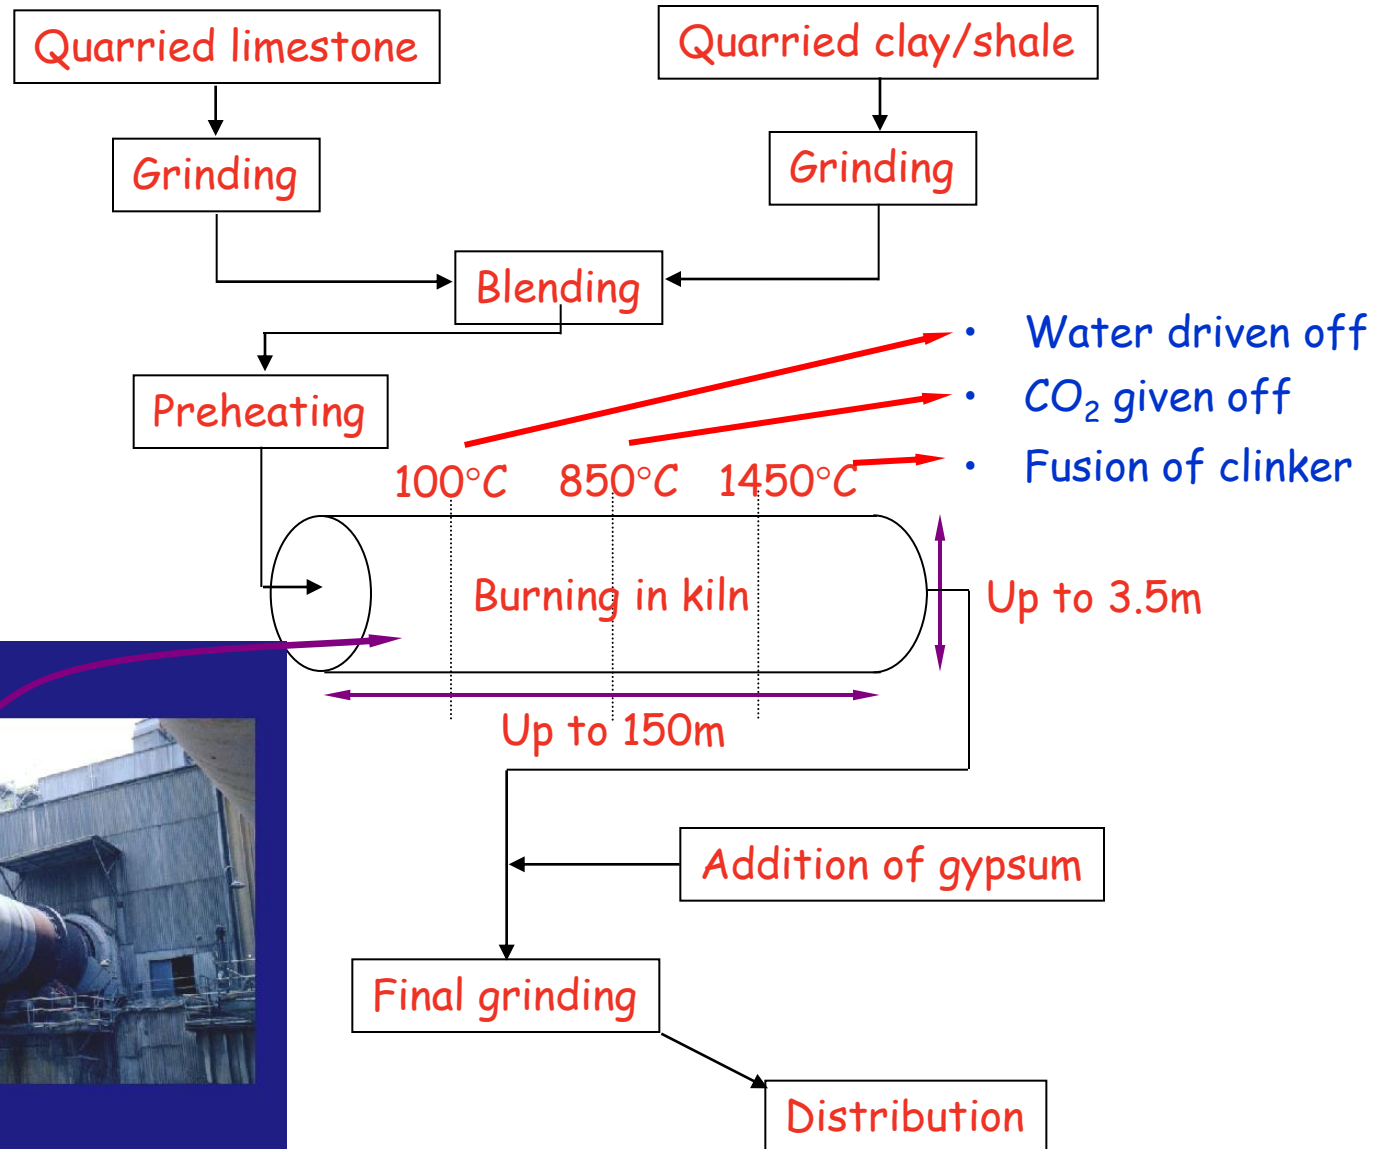 Quarried limestone
Quarried clay/shale
Grinding
Grinding
Blending
• Water driven off
• CO₂ given off
• Fusion of clinker
Preheating
100°C 850°C 1450°C
Burning in kiln
Up to 3.5m
Up to 150m
Addition of gypsum
Final grinding
Distribution